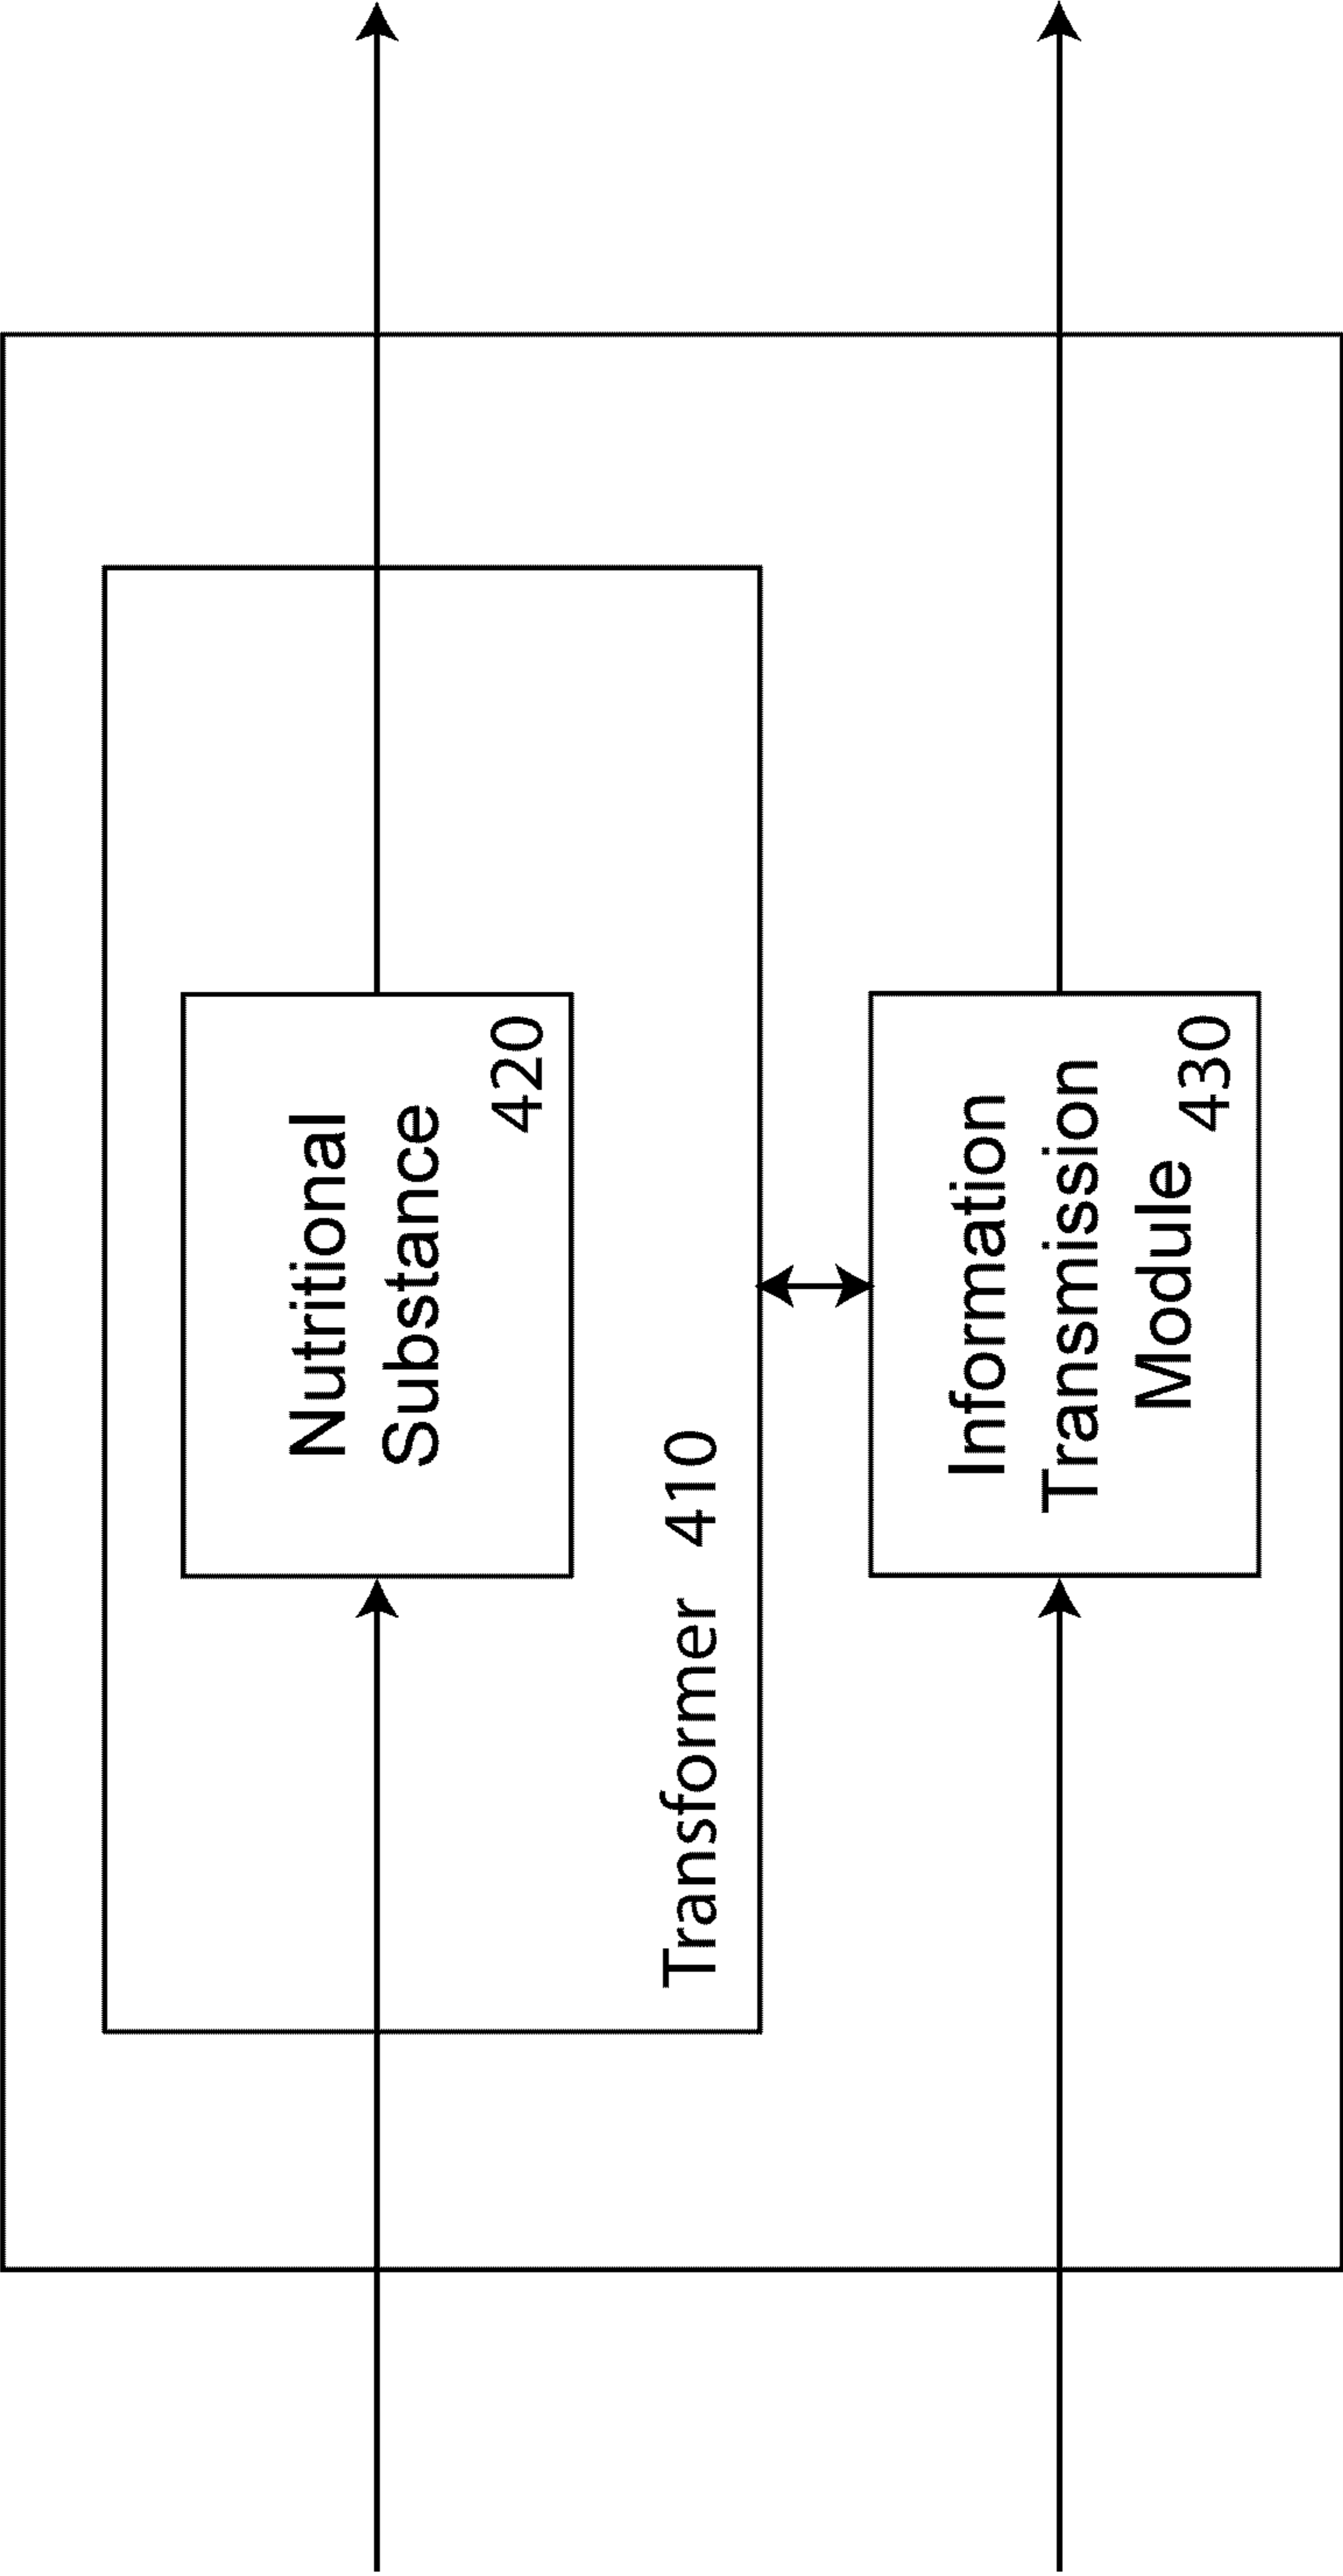 Nutritional
Substance
420
Transformer 410
Information
Transmission
Module
430